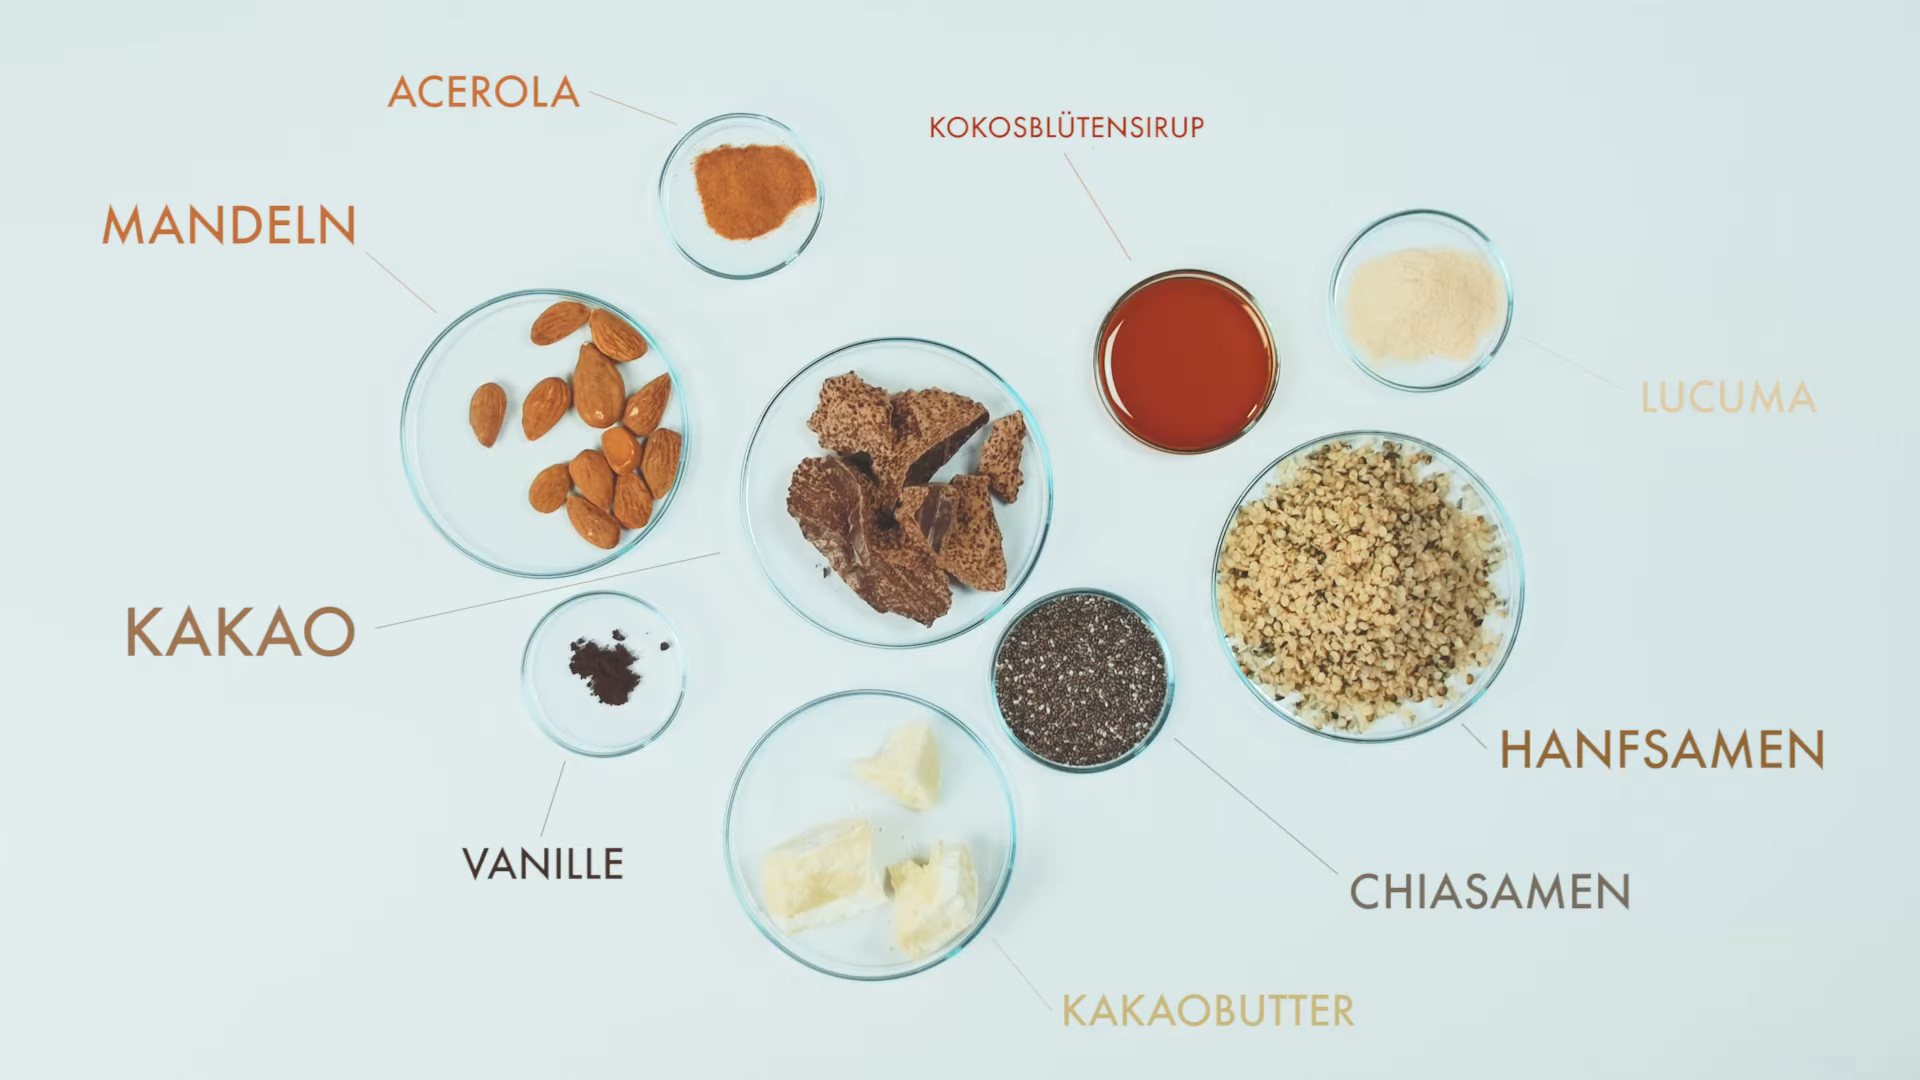 ACEROLA
KOKOSBLÜTENSIRUP
MANDELN
LUCUMA
KAKAO
HANFSAMEN
VANILLE
CHIASAMEN
KAKAOBUTTER